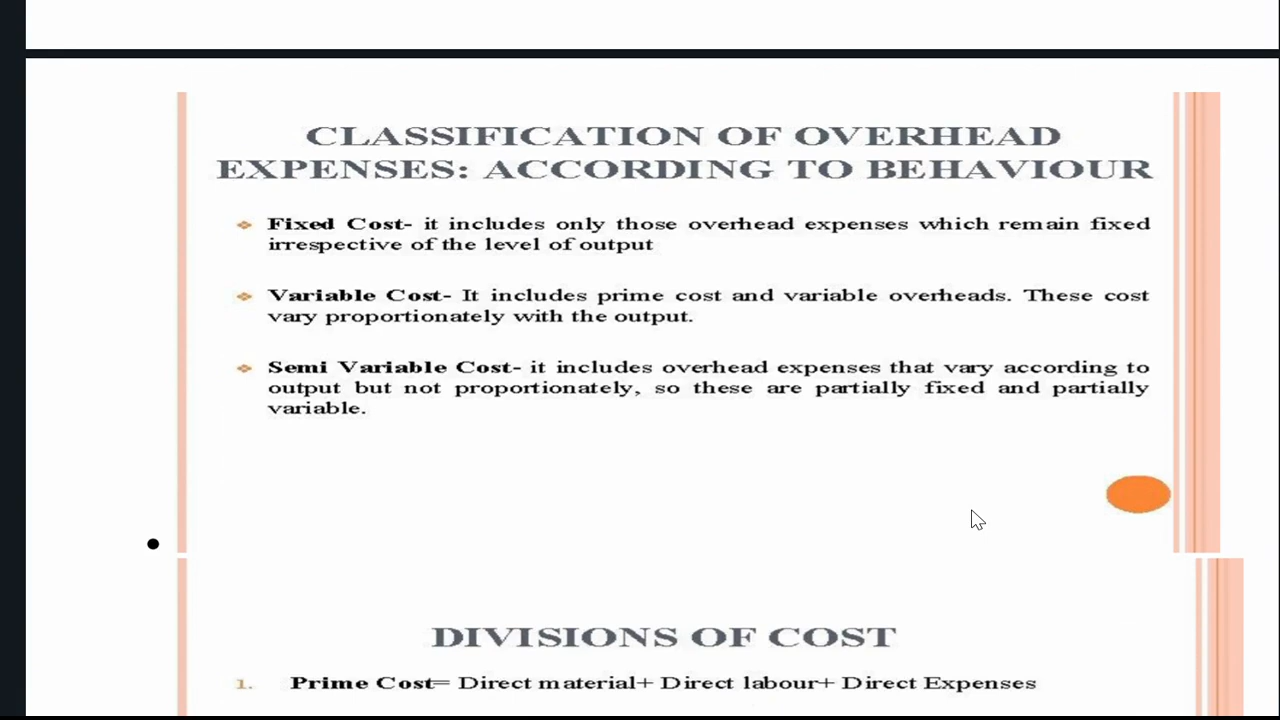 CLASSIFICATION OF OVERHEAD
EXPENSES: ACCORDING TO BEHAVIOUR
Fixed Cost- it includes only those overhead expenses which remain fixed
irrespective of the level of output
Variable Cost- It includes prime cost and variable overheads. These cost
vary proportionately with the output.
Semi Variable Cost- it includes overhead expenses that vary according to
output but not proportionately, so these are partially fixed and partially
variable.
DIVISIONS OF COST
1. Prime Cost= Direct material+ Direct labour+ Direct Expenses